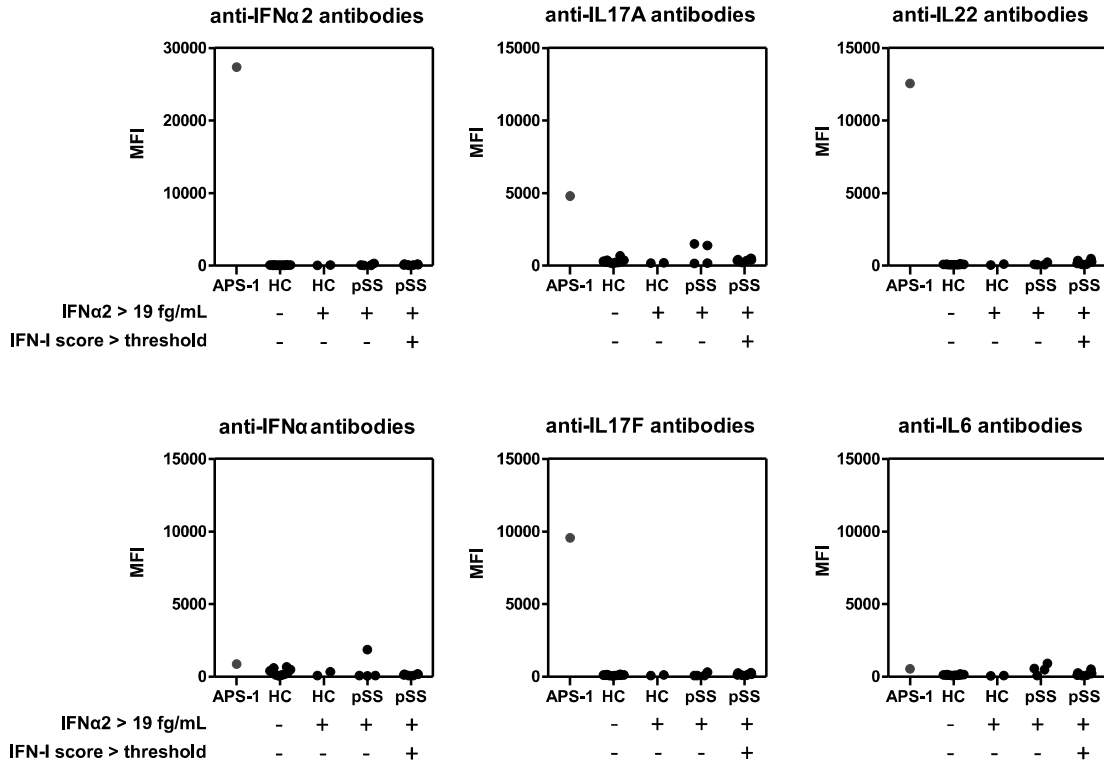 anti-IFNα2 antibodies anti-IL17A antibodies anti-IL22 antibodies
30000 15000 15000
20000 10000 10000
MFI MFI MFI
10000 5000 5000
0 0 0
APS-1 HC HC pSS pSS APS-1 HC HC pSS pSS APS-1 HC HC pSS pSS
IFNα2 > 19 fg/mL - + + + - + + + - + + +
IFN-I score > threshold - - - + - - - + - - - +
anti-IFNα antibodies anti-IL17F antibodies anti-IL6 antibodies
15000 15000 15000
10000 10000 10000
MFI MFI MFI
5000 5000 5000
0 0 0
APS-1 HC HC pSS pSS APS-1 HC HC pSS pSS APS-1 HC HC pSS pSS
IFNα2 > 19 fg/mL - + + + - + + + - + + +
IFN-I score > threshold - - - + - - - + - - - +